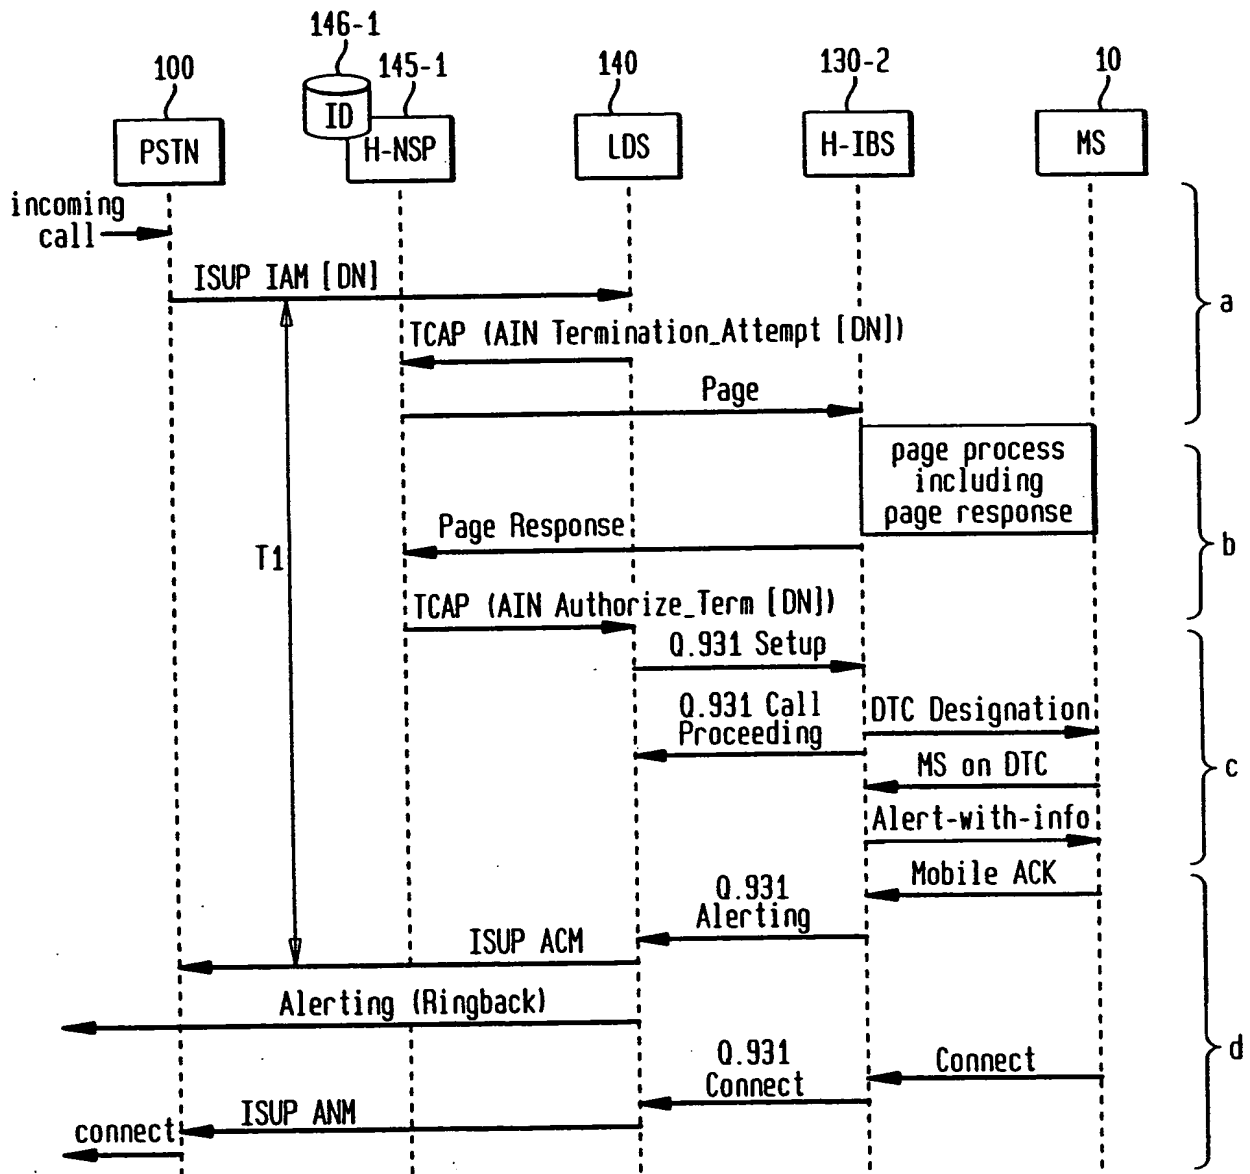 146-1
100
145-1
140
130-2
10
ID
PSTN
H-NSP
LDS
H-IBS
MS
incoming
call
ISUP IAM [DN]
a
TCAP (AIN Termination_Attempt [DN])
Page
page process
including
page response
Page Response
b
T1
TCAP (AIN Authorize_Term [DN])
Q.931 Setup
Q.931 Call
Proceeding
DTC Designation
MS on DTC
c
Alert-with-info
Mobile ACK
Q.931
Alerting
ISUP ACM
Alerting (Ringback)
d
Q.931
Connect
Connect
ISUP ANM
connect